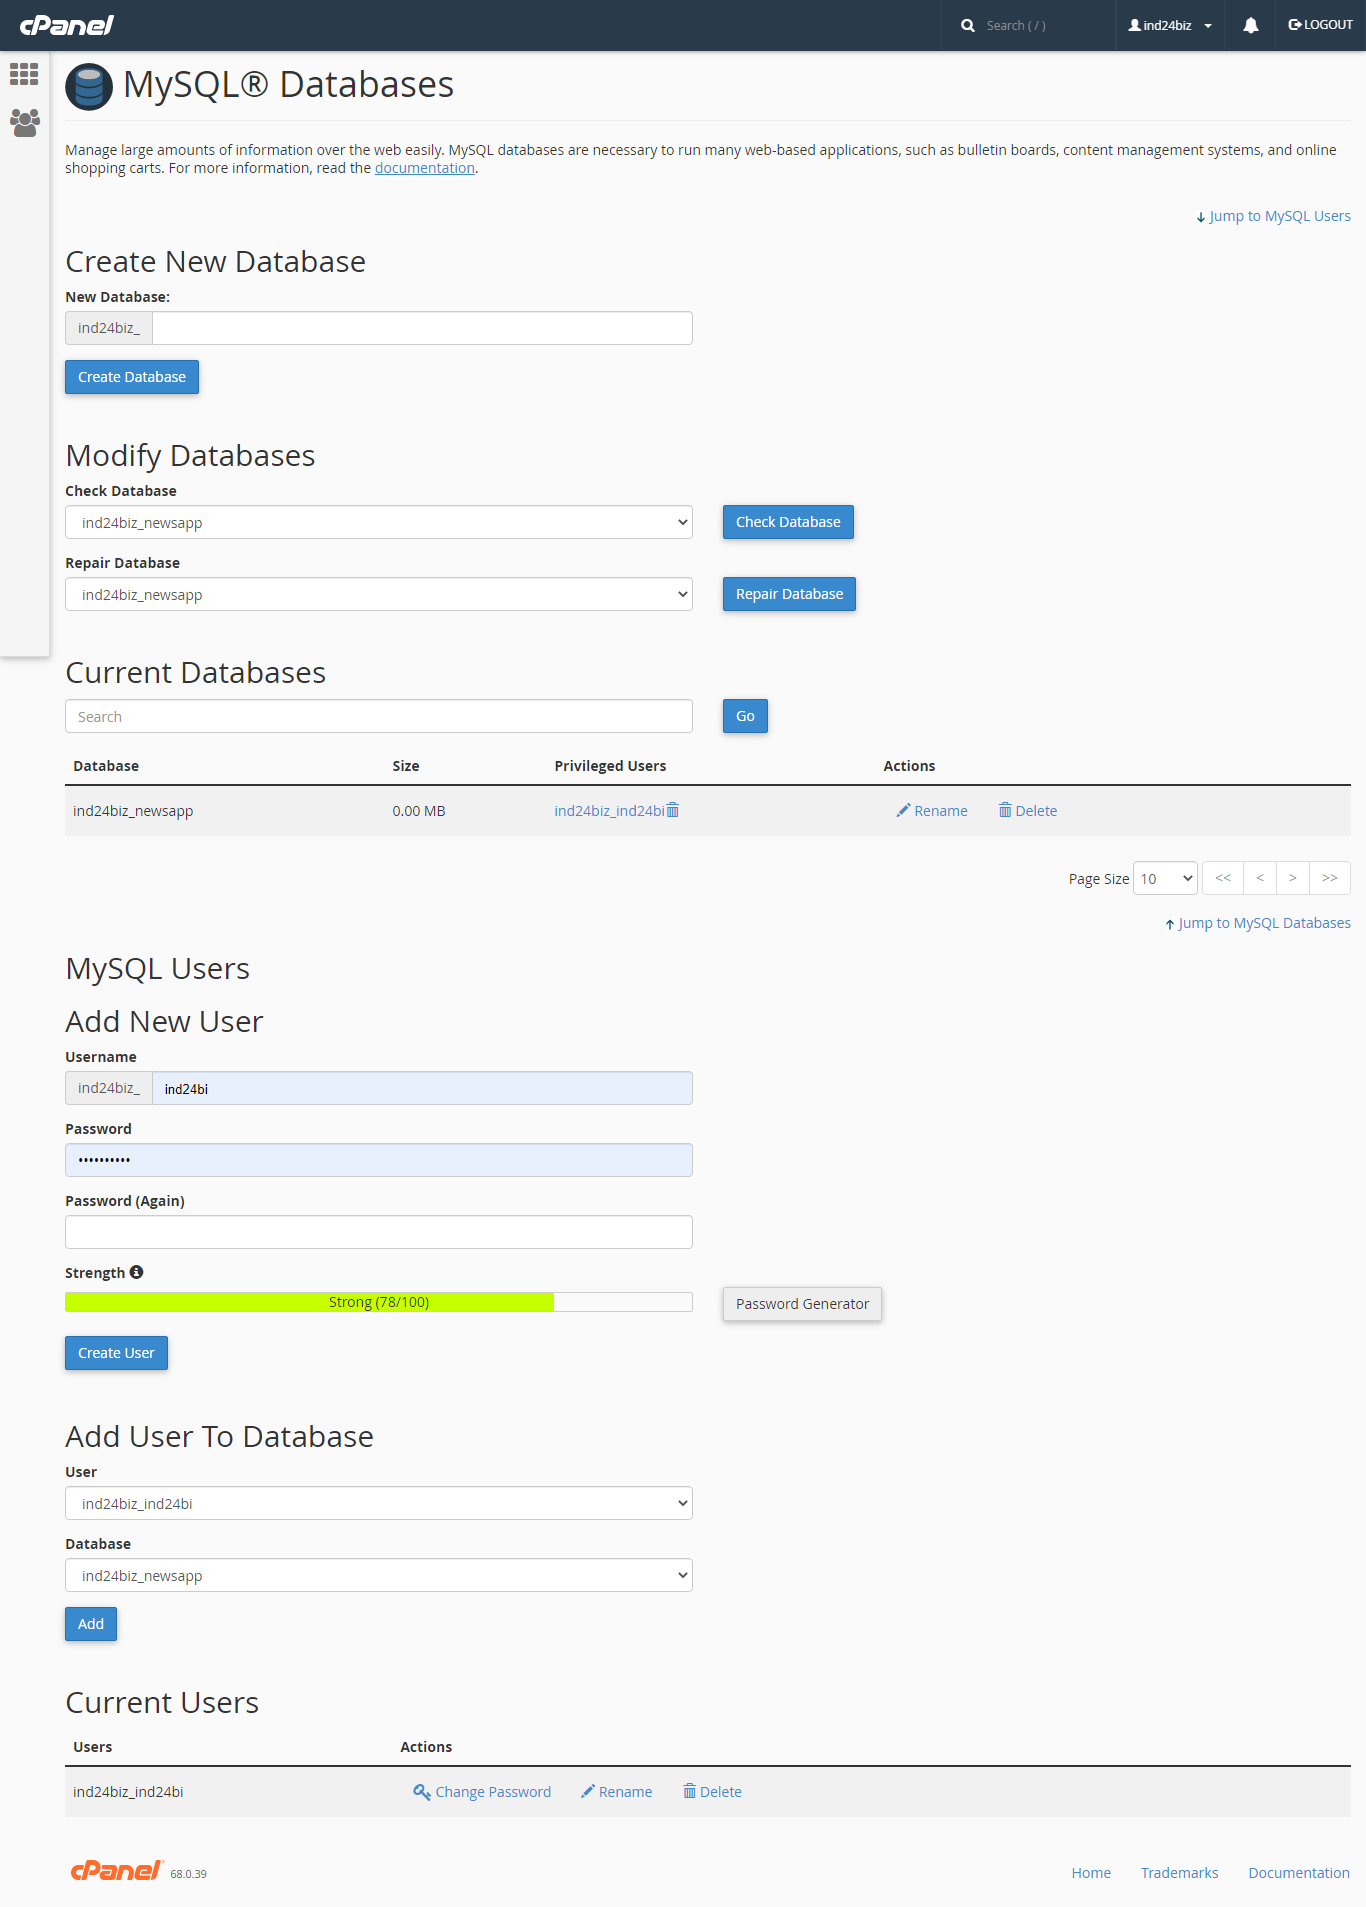 cPanel
Search ( / )
ind24biz
LOGOUT
MySQL® Databases
Manage large amounts of information over the web easily. MySQL databases are necessary to run many web-based applications, such as bulletin boards, content management systems, and online
shopping carts. For more information, read the documentation.
Jump to MySQL Users
Create New Database
New Database:
ind24biz_
Create Database
Modify Databases
Check Database
ind24biz_newsapp
Check Database
Repair Database
ind24biz_newsapp
Repair Database
Current Databases
Search
Go
Database Size Privileged Users Actions
ind24biz_newsapp 0.00 MB ind24biz_ind24bi Rename Delete
Page Size 10 << < > >>
Jump to MySQL Databases
MySQL Users
Add New User
Username
ind24biz_ ind24bi
Password
••••••••••
Password (Again)
Strength
Strong (78/100)
Password Generator
Create User
Add User To Database
User
ind24biz_ind24bi
Database
ind24biz_newsapp
Add
Current Users
Users Actions
ind24biz_ind24bi Change Password Rename Delete
cPanel 68.0.39
Home Trademarks Documentation